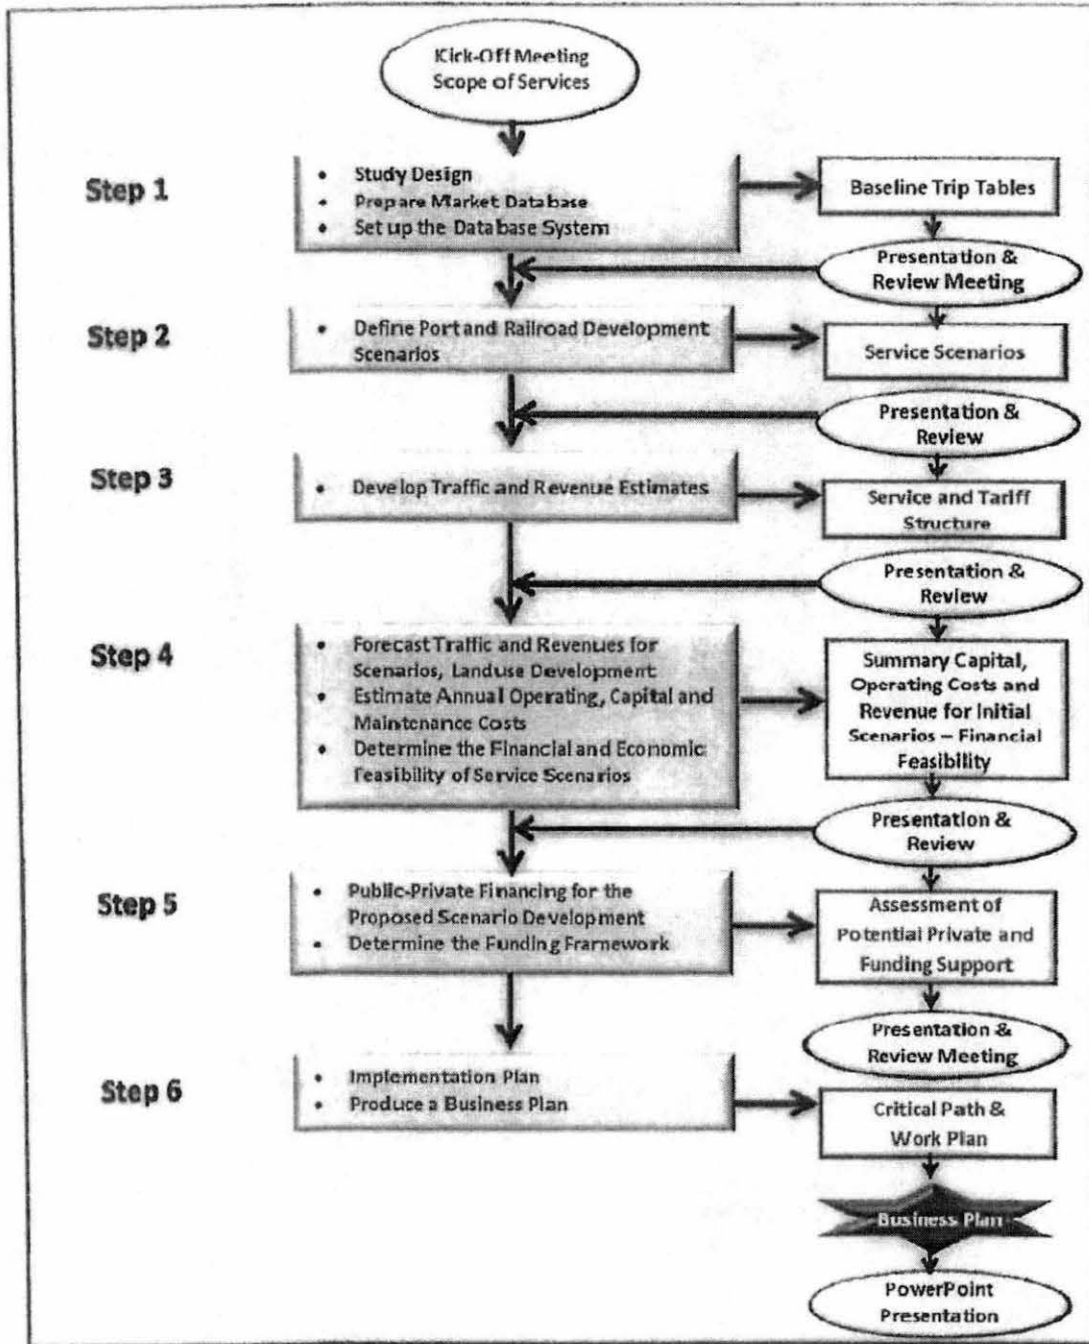 Kick-Off Meeting
Scope of Services
Step 1
• Study Design
• Prepare Market Database
• Set up the Database System
Baseline Trip Tables
Presentation &
Review Meeting
Step 2
• Define Port and Railroad Development
Scenarios
Service Scenarios
Presentation &
Review
Step 3
• Develop Traffic and Revenue Estimates
Service and Tariff
Structure
Presentation &
Review
Step 4
• Forecast Traffic and Revenues for
Scenarios, Landuse Development
• Estimate Annual Operating, Capital and
Maintenance Costs
• Determine the Financial and Economic
Feasibility of Service Scenarios
Summary Capital,
Operating Costs and
Revenue for Initial
Scenarios – Financial
Feasibility
Presentation &
Review
Step 5
• Public-Private Financing for the
Proposed Scenario Development
• Determine the Funding Framework
Assessment of
Potential Private and
Funding Support
Presentation &
Review Meeting
Step 6
• Implementation Plan
• Produce a Business Plan
Critical Path &
Work Plan
Business Plan
PowerPoint
Presentation